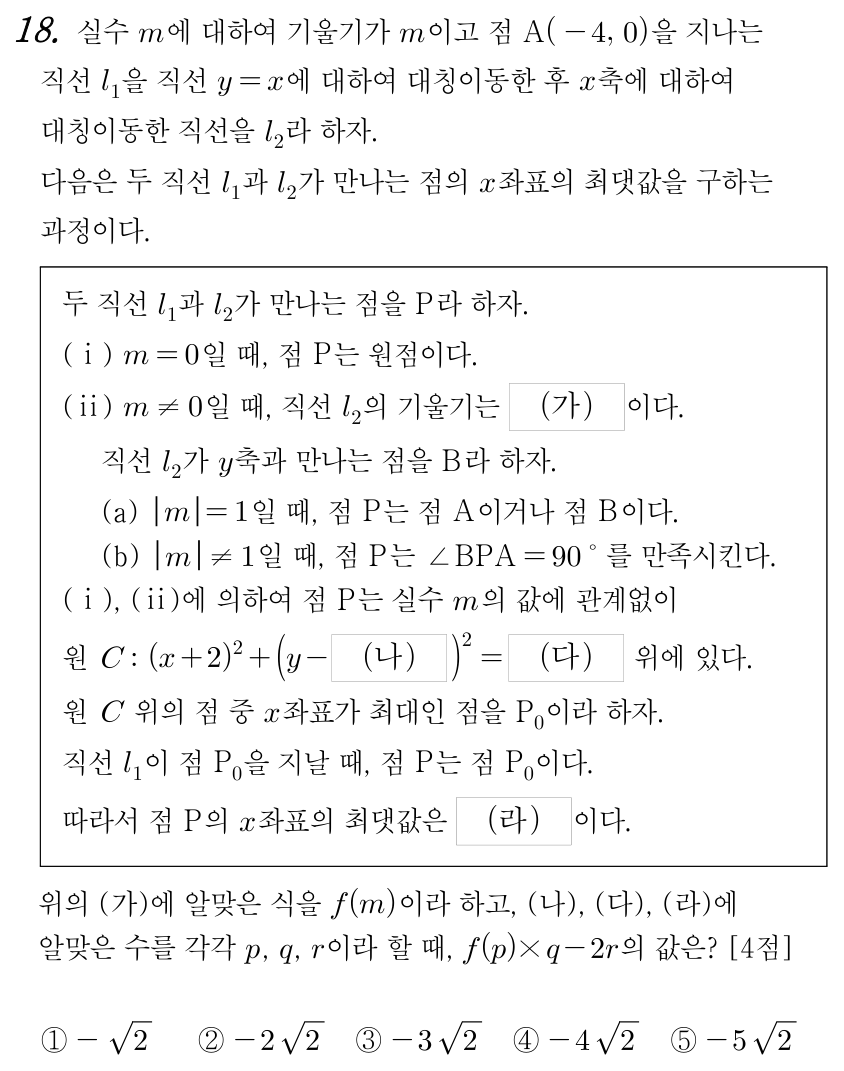 18. 실수 m에 대하여 기울기가 m이고 점 A(−4, 0)을 지나는
직선 l₁을 직선 y=x에 대하여 대칭이동한 후 x축에 대하여
대칭이동한 직선을 l₂라 하자.
다음은 두 직선 l₁과 l₂가 만나는 점의 x좌표의 최댓값을 구하는
과정이다.
두 직선 l₁과 l₂가 만나는 점을 P라 하자.
(ⅰ) m=0일 때, 점 P는 원점이다.
(ⅱ) m≠0일 때, 직선 l₂의 기울기는 (가) 이다.
직선 l₂가 y축과 만나는 점을 B라 하자.
(a) |m|=1일 때, 점 P는 점 A이거나 점 B이다.
(b) |m|≠1일 때, 점 P는 ∠BPA=90°를 만족시킨다.
(ⅰ), (ⅱ)에 의하여 점 P는 실수 m의 값에 관계없이
원 C: (x+2)²+(y− (나) )²= (다) 위에 있다.
원 C 위의 점 중 x좌표가 최대인 점을 P₀이라 하자.
직선 l₁이 점 P₀을 지날 때, 점 P는 점 P₀이다.
따라서 점 P의 x좌표의 최댓값은 (라) 이다.
위의 (가)에 알맞은 식을 f(m)이라 하고, (나), (다), (라)에
알맞은 수를 각각 p, q, r이라 할 때, f(p)×q−2r의 값은? [4점]
① −√2 ② −2√2 ③ −3√2 ④ −4√2 ⑤ −5√2